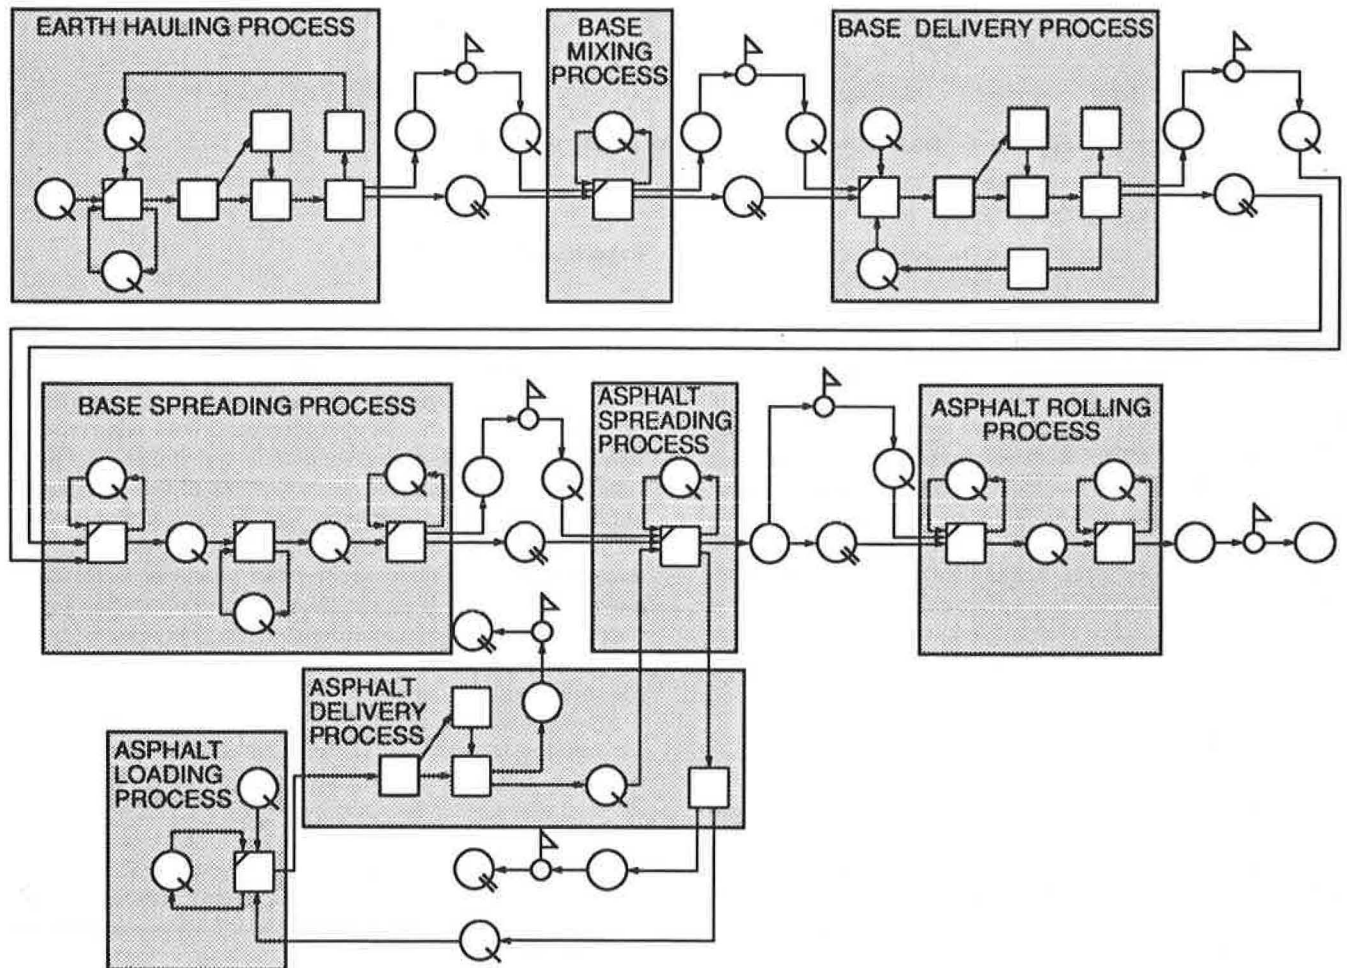 EARTH HAULING PROCESS
BASE
MIXING
PROCESS
BASE DELIVERY PROCESS
BASE SPREADING PROCESS
ASPHALT
SPREADING
PROCESS
ASPHALT ROLLING
PROCESS
ASPHALT
DELIVERY
PROCESS
ASPHALT
LOADING
PROCESS